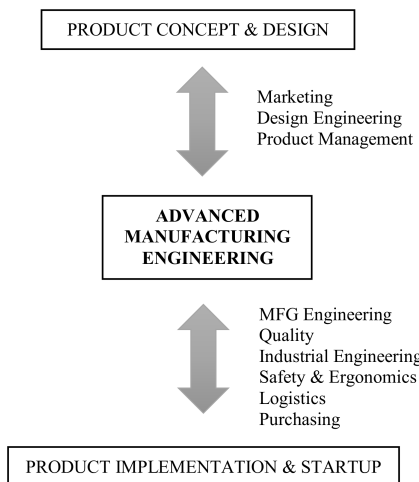 PRODUCT CONCEPT & DESIGN
Marketing
Design Engineering
Product Management
ADVANCED
MANUFACTURING
ENGINEERING
MFG Engineering
Quality
Industrial Engineering
Safety & Ergonomics
Logistics
Purchasing
PRODUCT IMPLEMENTATION & STARTUP